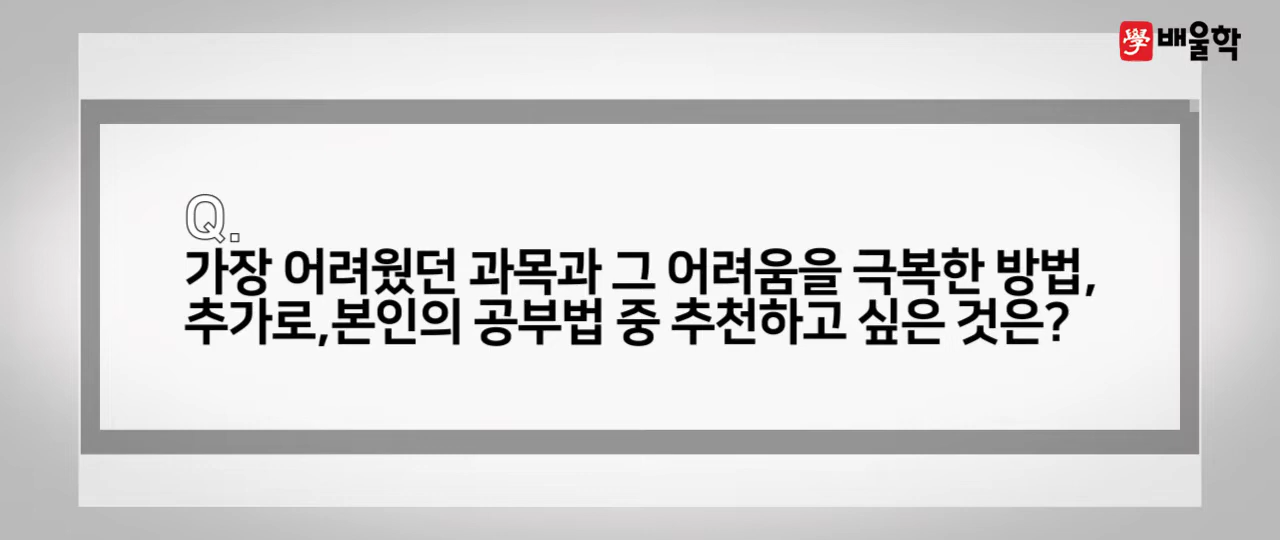 學 배울학
Q.
가장 어려웠던 과목과 그 어려움을 극복한 방법,
추가로,본인의 공부법 중 추천하고 싶은 것은?